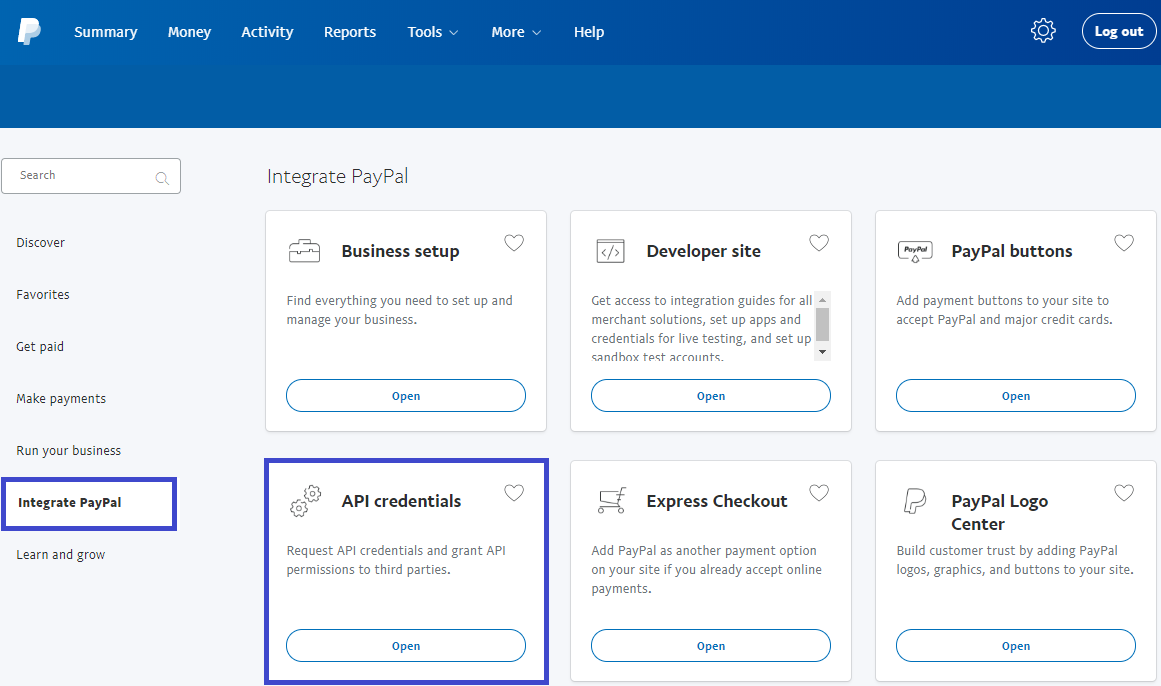 Summary Money Activity Reports Tools More Help Log out
Search
Discover
Favorites
Get paid
Make payments
Run your business
Integrate PayPal
Learn and grow
Integrate PayPal
Business setup
Find everything you need to set up and
manage your business.
Open
Developer site
Get access to integration guides for all
merchant solutions, set up apps and
credentials for live testing, and set up
sandbox test accounts.
Open
PayPal
PayPal buttons
Add payment buttons to your site to
accept PayPal and major credit cards.
Open
API credentials
Request API credentials and grant API
permissions to third parties.
Open
Express Checkout
Add PayPal as another payment option
on your site if you already accept online
payments.
Open
PayPal Logo
Center
Build customer trust by adding PayPal
logos, graphics, and buttons to your site.
Open